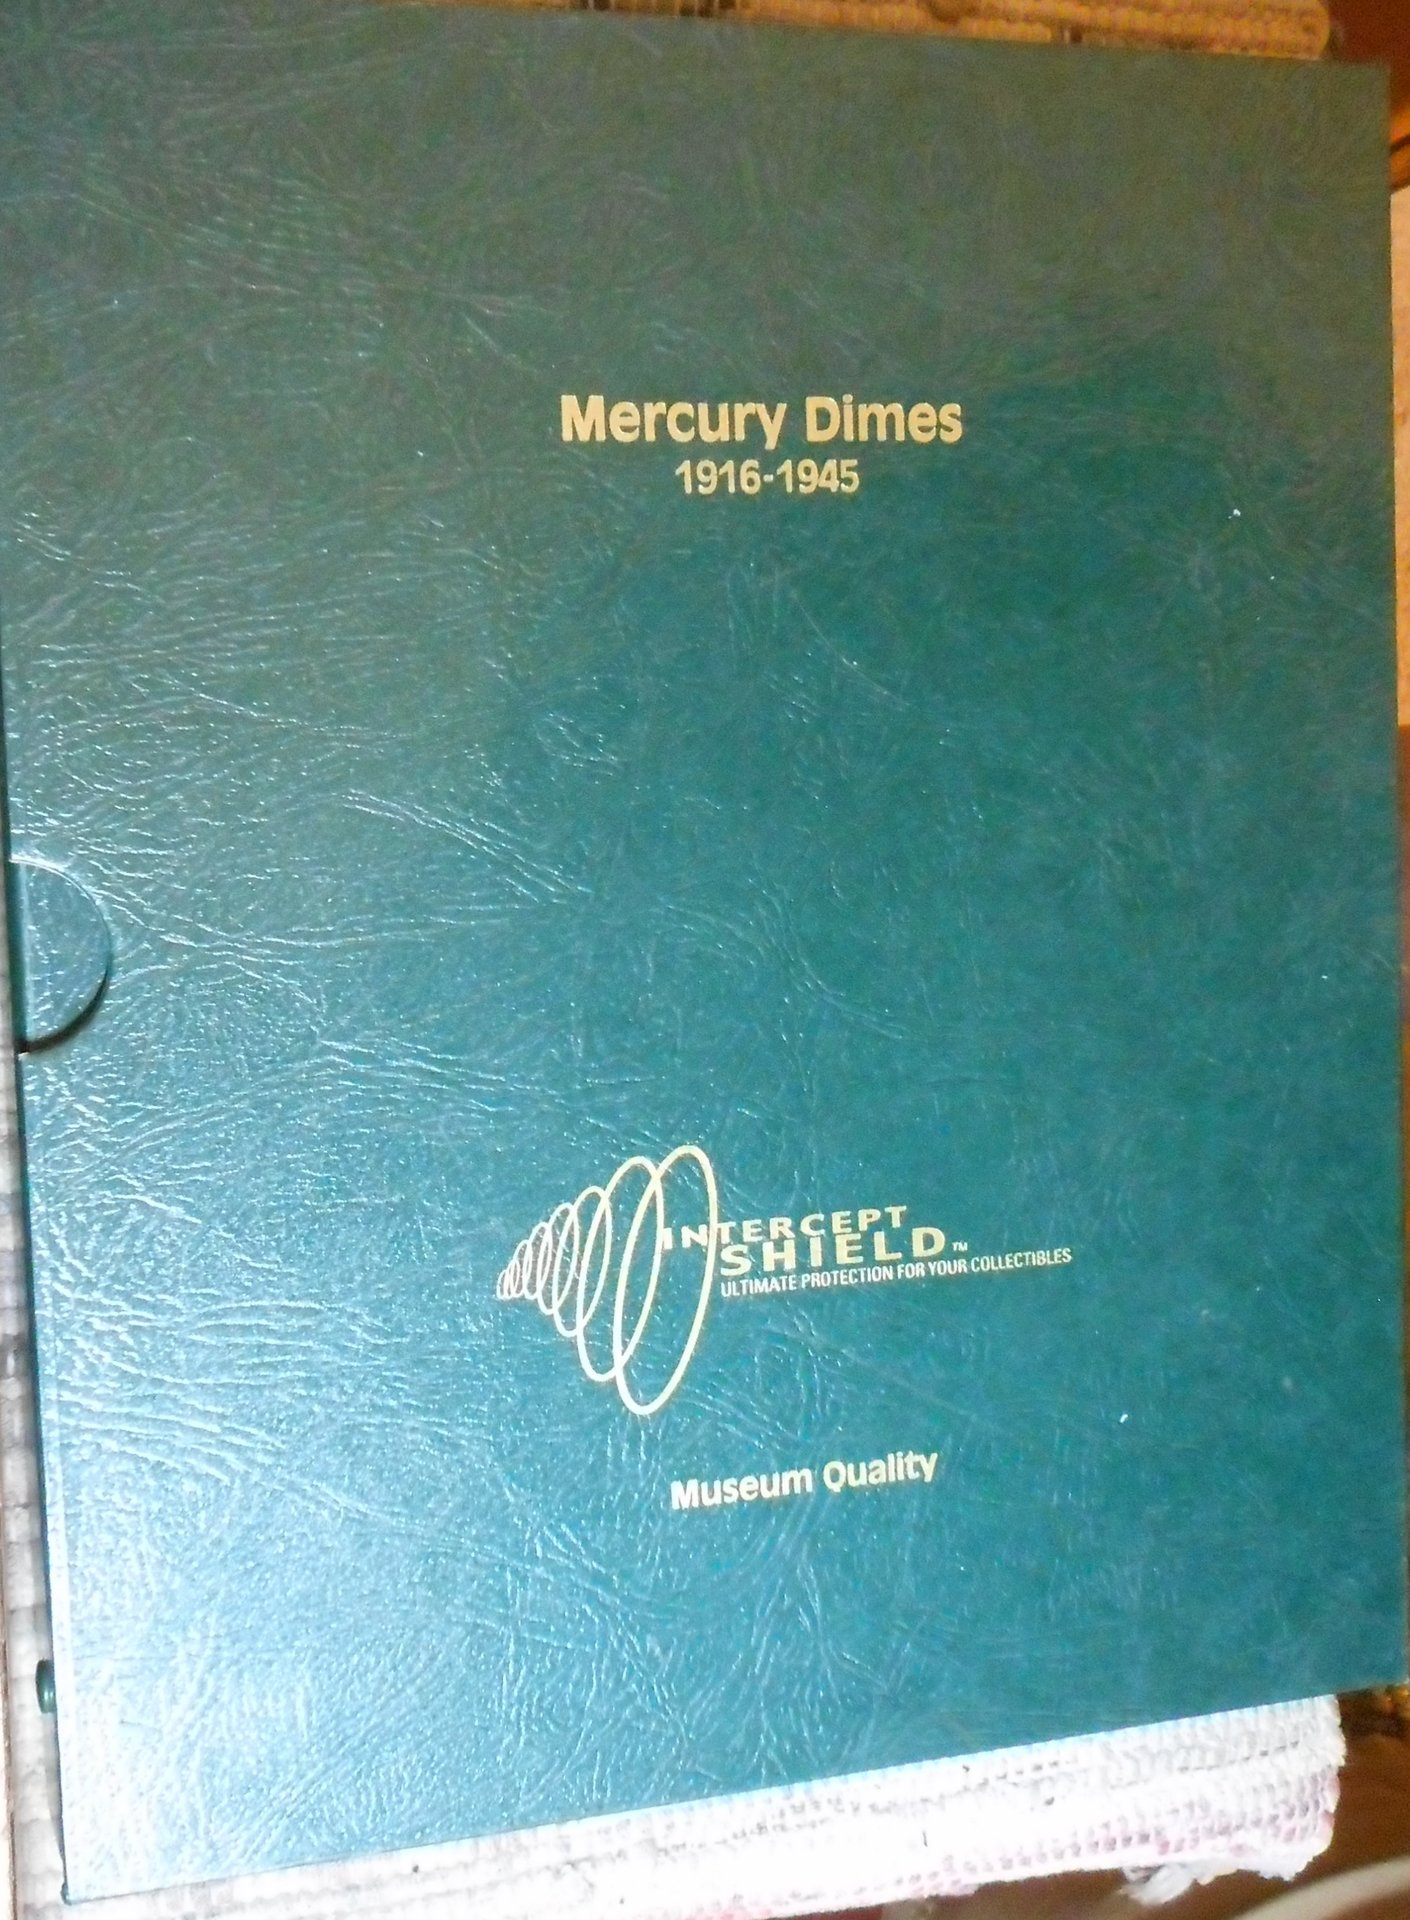 Mercury Dimes
1916-1945
INTERCEPT
SHIELD™
ULTIMATE PROTECTION FOR YOUR COLLECTIBLES
Museum Quality